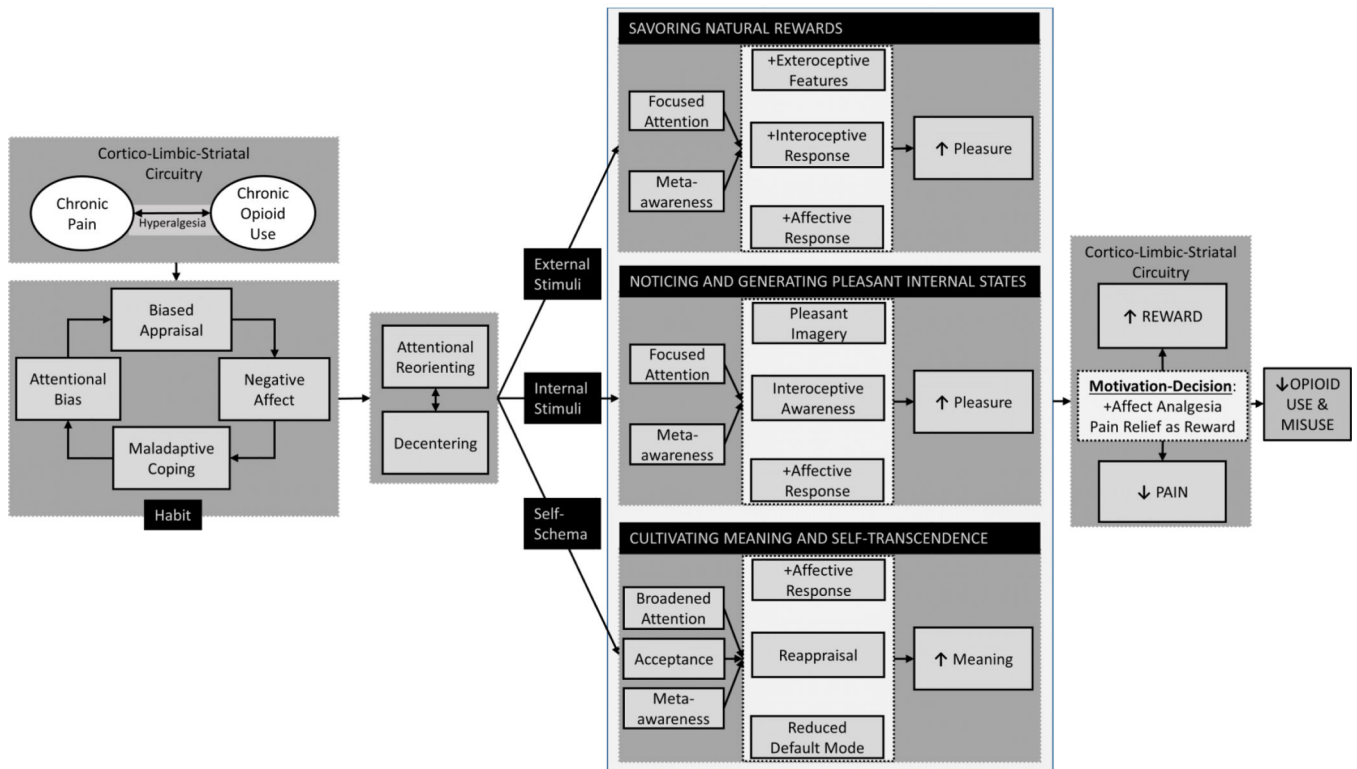 Cortico-Limbic-Striatal
Circuitry
Chronic
Pain
Hyperalgesia
Chronic
Opioid
Use
Biased
Appraisal
Attentional
Bias
Negative
Affect
Maladaptive
Coping
Habit
Attentional
Reorienting
Decentering
External
Stimuli
Internal
Stimuli
Self-
Schema
SAVORING NATURAL REWARDS
Focused
Attention
Meta-
awareness
+Exteroceptive
Features
+Interoceptive
Response
+Affective
Response
↑ Pleasure
NOTICING AND GENERATING PLEASANT INTERNAL STATES
Focused
Attention
Meta-
awareness
Pleasant
Imagery
Interoceptive
Awareness
+Affective
Response
↑ Pleasure
CULTIVATING MEANING AND SELF-TRANSCENDENCE
Broadened
Attention
Acceptance
Meta-
awareness
+Affective
Response
Reappraisal
Reduced
Default Mode
↑ Meaning
Cortico-Limbic-Striatal
Circuitry
↑ REWARD
Motivation-Decision:
+Affect Analgesia
Pain Relief as Reward
↓ PAIN
↓OPIOID
USE &
MISUSE